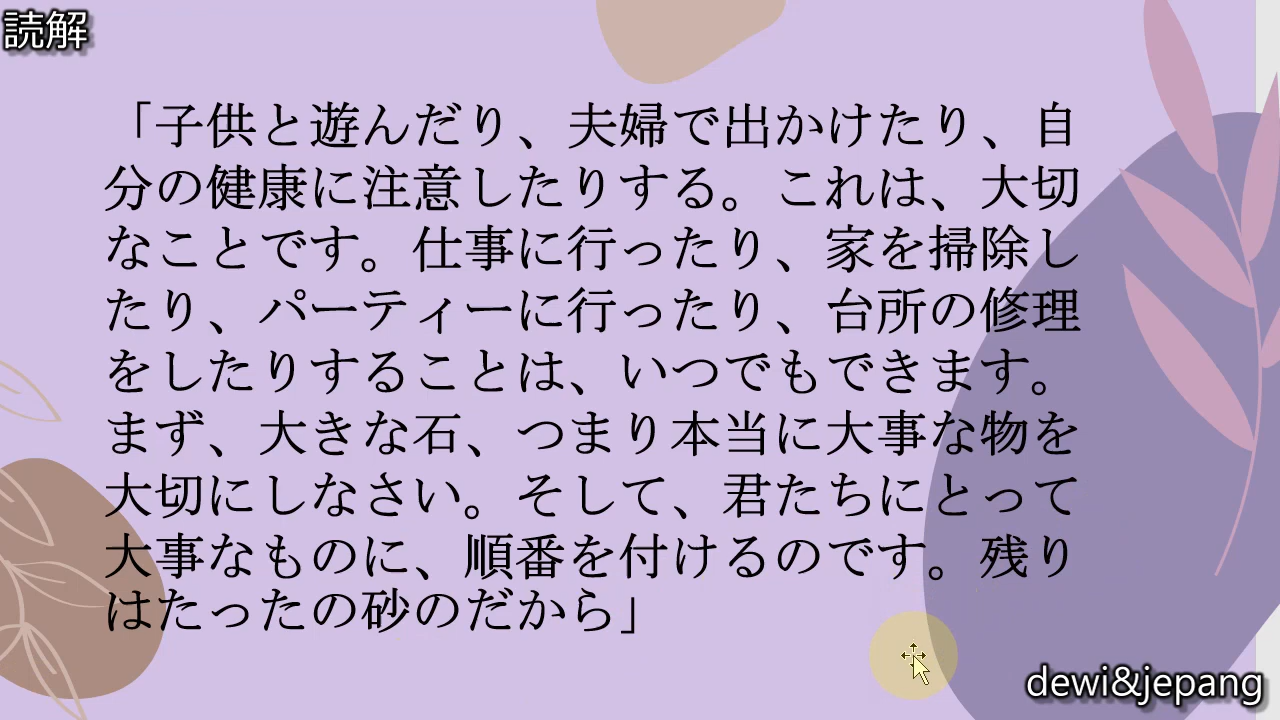 読解
「子供と遊んだり、夫婦で出かけたり、自
分の健康に注意したりする。これは、大切
なことです。仕事に行ったり、家を掃除し
たり、パーティーに行ったり、台所の修理
をしたりすることは、いつでもできます。
まず、大きな石、つまり本当に大事な物を
大切にしなさい。そして、君たちにとって
大事なものに、順番を付けるのです。残り
はたったの砂のだから」
dewi&jepang